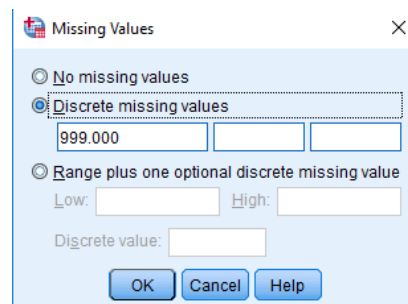 Missing Values
No missing values
Discrete missing values
999.000
Range plus one optional discrete missing value
Low: High:
Discrete value:
OK Cancel Help